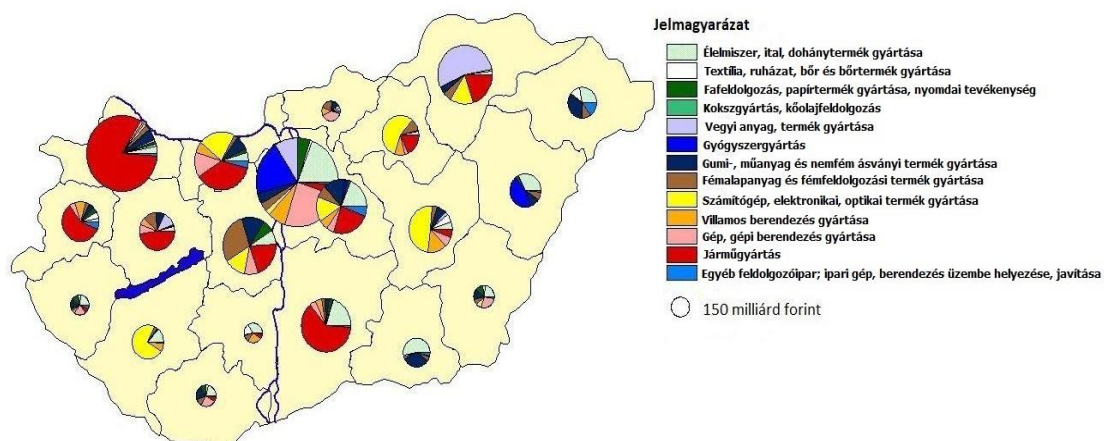 Jelmagyarázat
Élelmiszer, ital, dohánytermék gyártása
Textília, ruházat, bőr és bőrtermék gyártása
Fafeldolgozás, papírtermék gyártása, nyomdai tevékenység
Kokszgyártás, kőolajfeldolgozás
Vegyi anyag, termék gyártása
Gyógyszergyártás
Gumi-, műanyag és nemfém ásványi termék gyártása
Fémalapanyag és fémfeldolgozási termék gyártása
Számítógép, elektronikai, optikai termék gyártása
Villamos berendezés gyártása
Gép, gépi berendezés gyártása
Járműgyártás
Egyéb feldolgozóipar; ipari gép, berendezés üzembe helyezése, javítása
150 milliárd forint